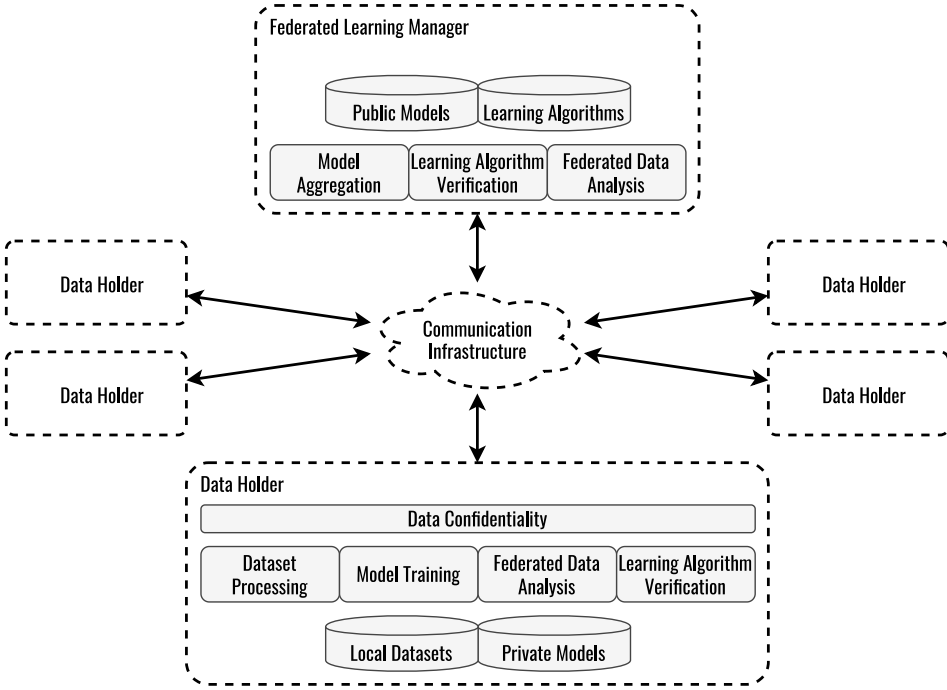 Federated Learning Manager
Public Models
Learning Algorithms
Model
Aggregation
Learning Algorithm
Verification
Federated Data
Analysis
Data Holder
Data Holder
Communication
Infrastructure
Data Holder
Data Holder
Data Holder
Data Confidentiality
Dataset
Processing
Model Training
Federated Data
Analysis
Learning Algorithm
Verification
Local Datasets
Private Models